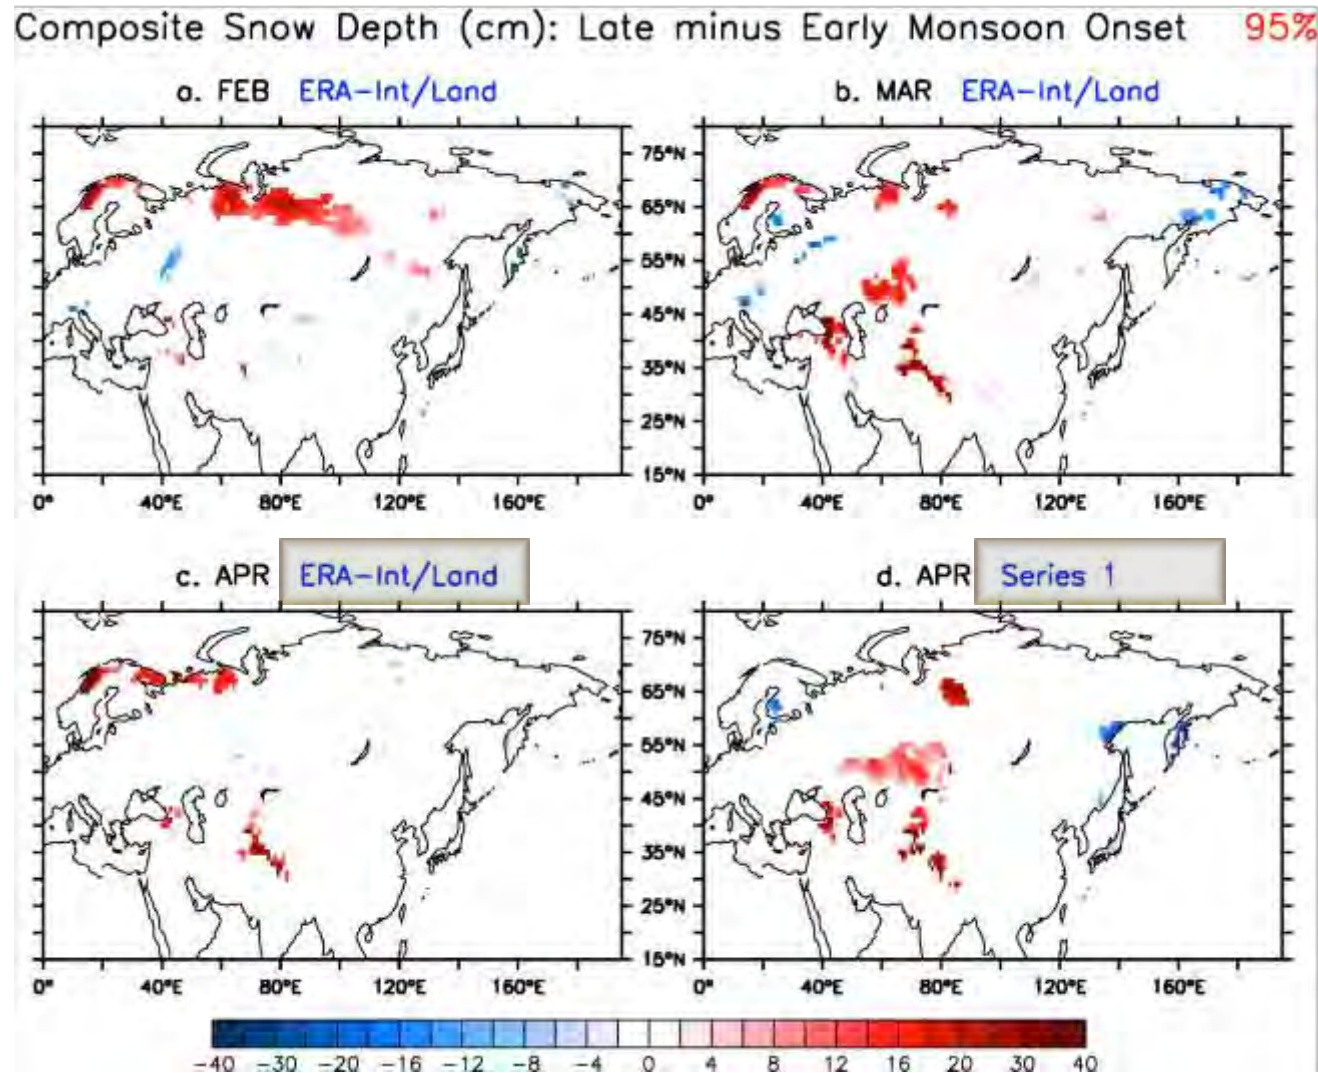 Composite Snow Depth (cm): Late minus Early Monsoon Onset 95%
a. FEB ERA-Int/Land
b. MAR ERA-Int/Land
75°N
65°N
55°N
45°N
35°N
25°N
15°N
0° 40°E 80°E 120°E 160°E
0° 40°E 80°E 120°E 160°E
c. APR ERA-Int/Land
d. APR Series 1
75°N
65°N
55°N
45°N
35°N
25°N
15°N
0° 40°E 80°E 120°E 160°E
0° 40°E 80°E 120°E 160°E
-40 -30 -20 -16 -12 -8 -4 0 4 8 12 16 20 30 40